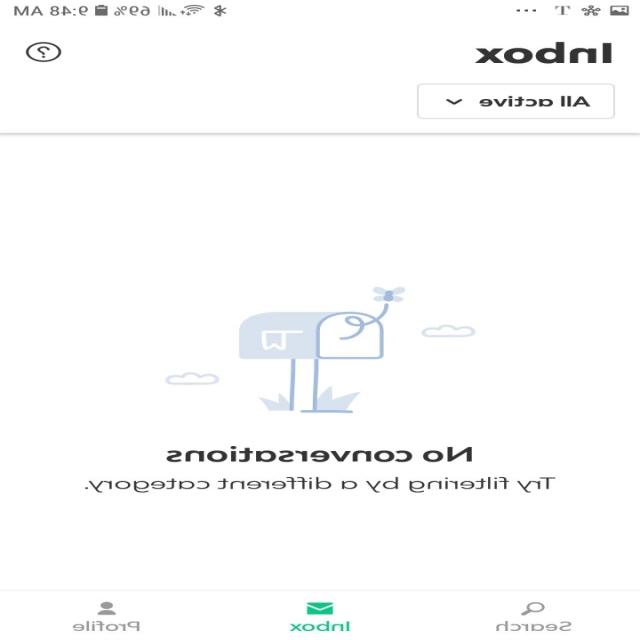 9:48 AM
69%
T
Inbox
All active
No conversations
Try filtering by a different category.
Search
Inbox
Profile